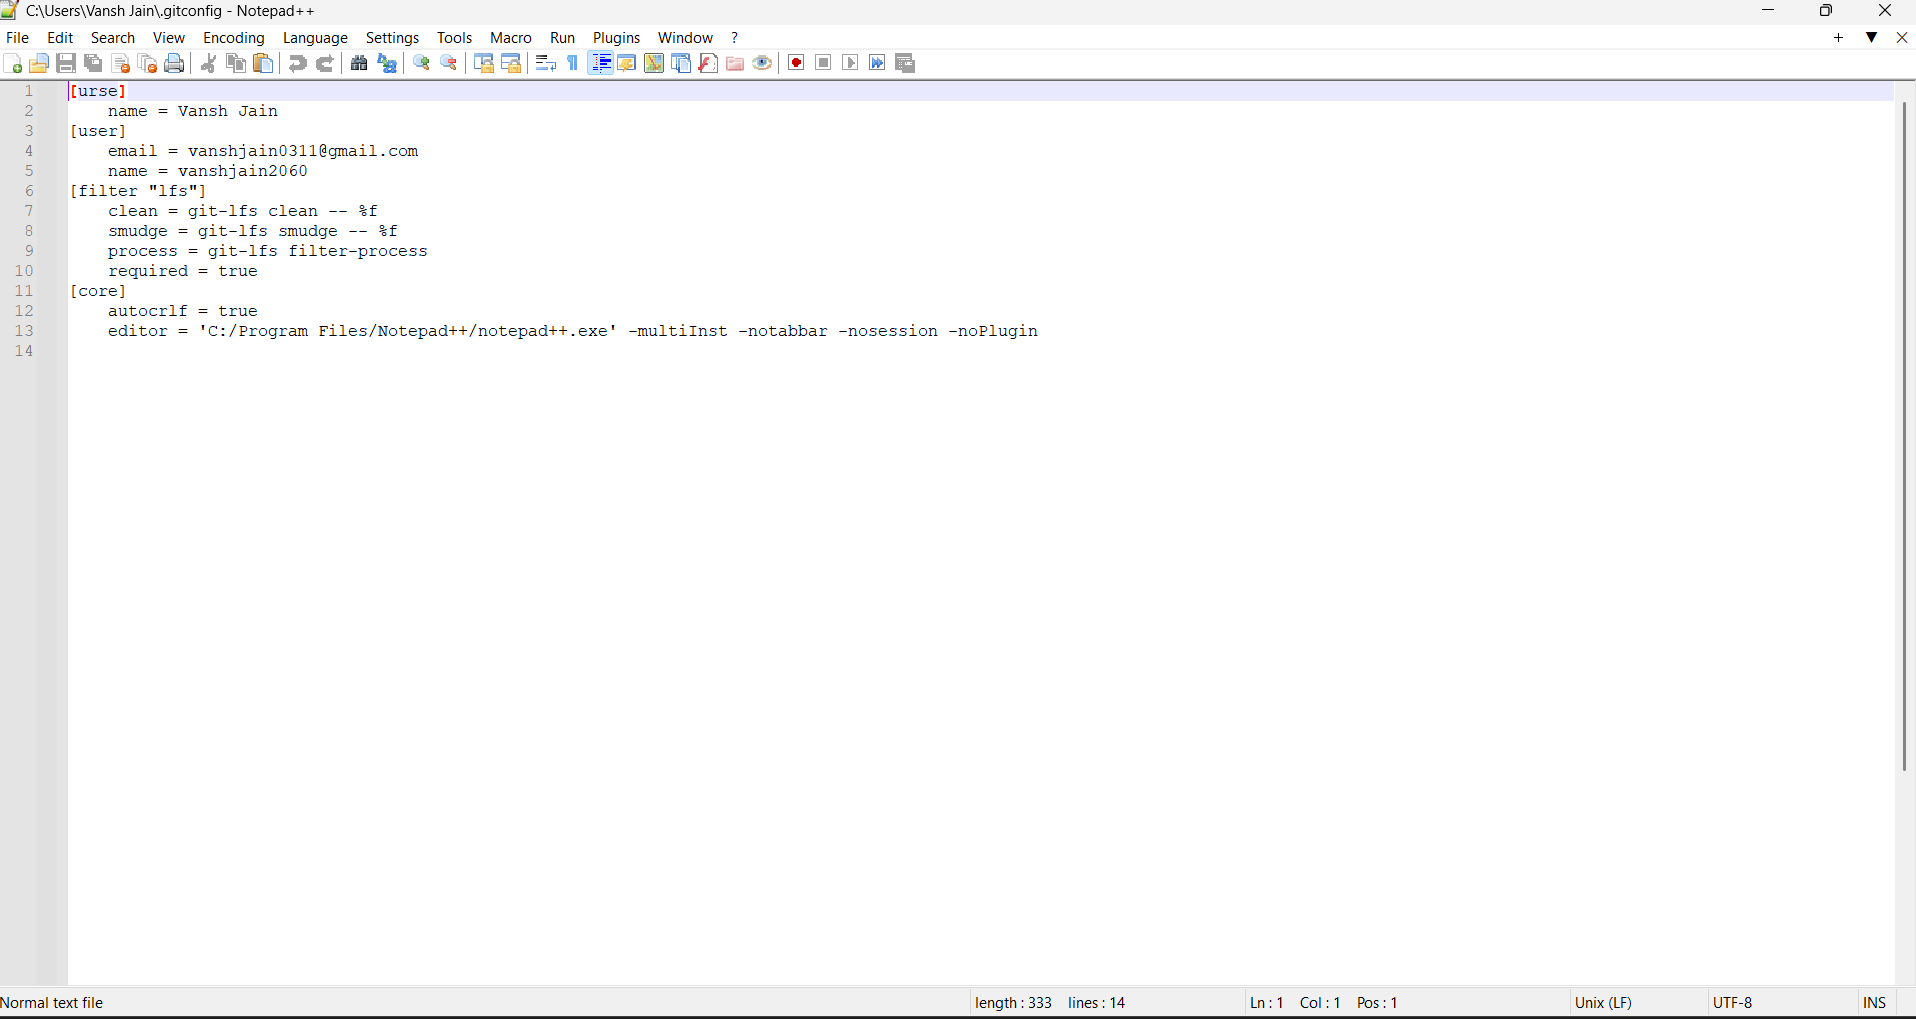 C:\Users\Vansh Jain\.gitconfig - Notepad++
File Edit Search View Encoding Language Settings Tools Macro Run Plugins Window ?
1 [urse]
2 name = Vansh Jain
3 [user]
4 email = vanshjain0311@gmail.com
5 name = vanshjain2060
6 [filter "lfs"]
7 clean = git-lfs clean -- %f
8 smudge = git-lfs smudge -- %f
9 process = git-lfs filter-process
10 required = true
11 [core]
12 autocrlf = true
13 editor = 'C:/Program Files/Notepad++/notepad++.exe' -multiInst -notabbar -nosession -noPlugin
14
Normal text file length : 333 lines : 14 Ln : 1 Col : 1 Pos : 1 Unix (LF) UTF-8 INS